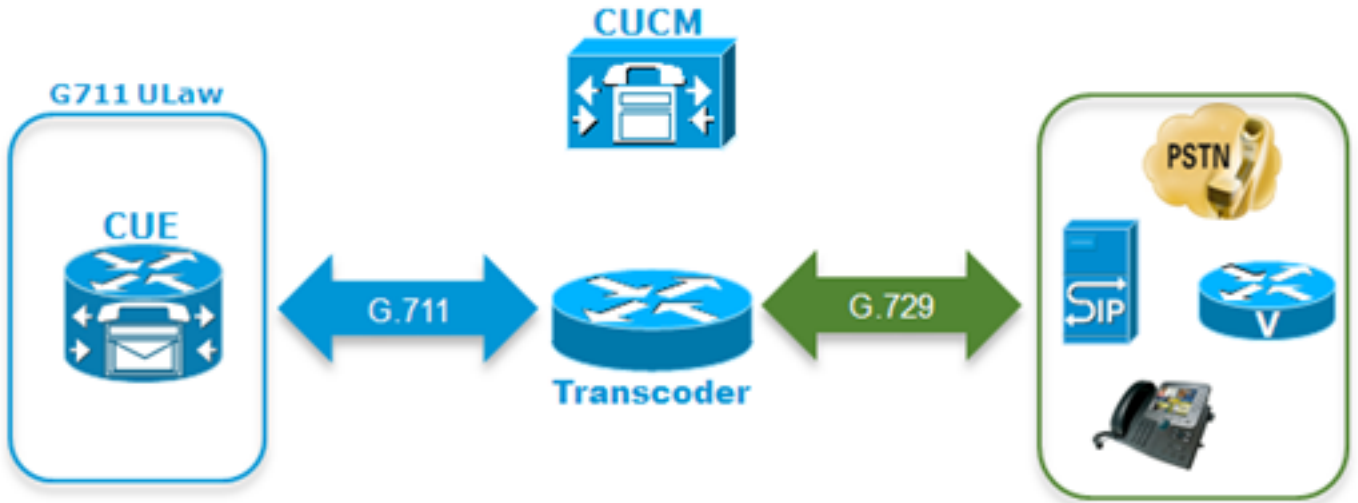 CUCM
G711 ULaw
CUE
G.711
Transcoder
G.729
PSTN
SIP
V